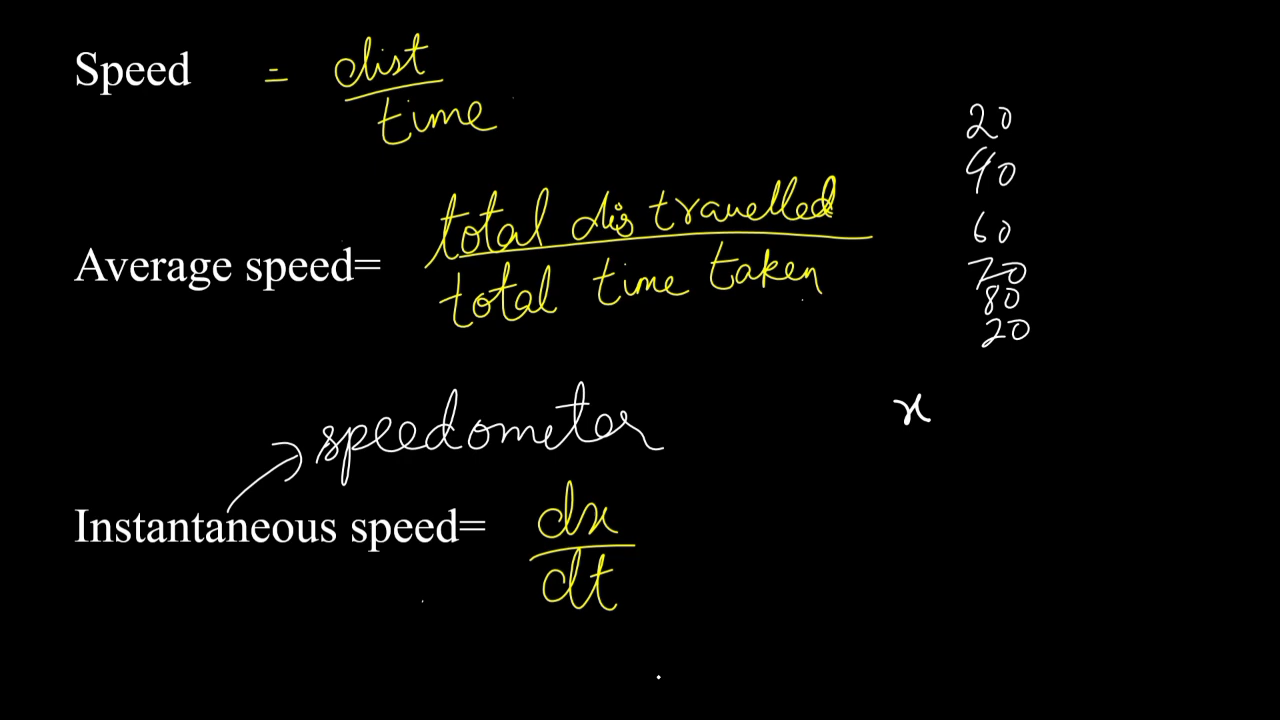 Speed = dist
time
20
40
60
70
80
20
Average speed= total dis travelled
total time taken
speedometer
x
Instantaneous speed= dx
dt